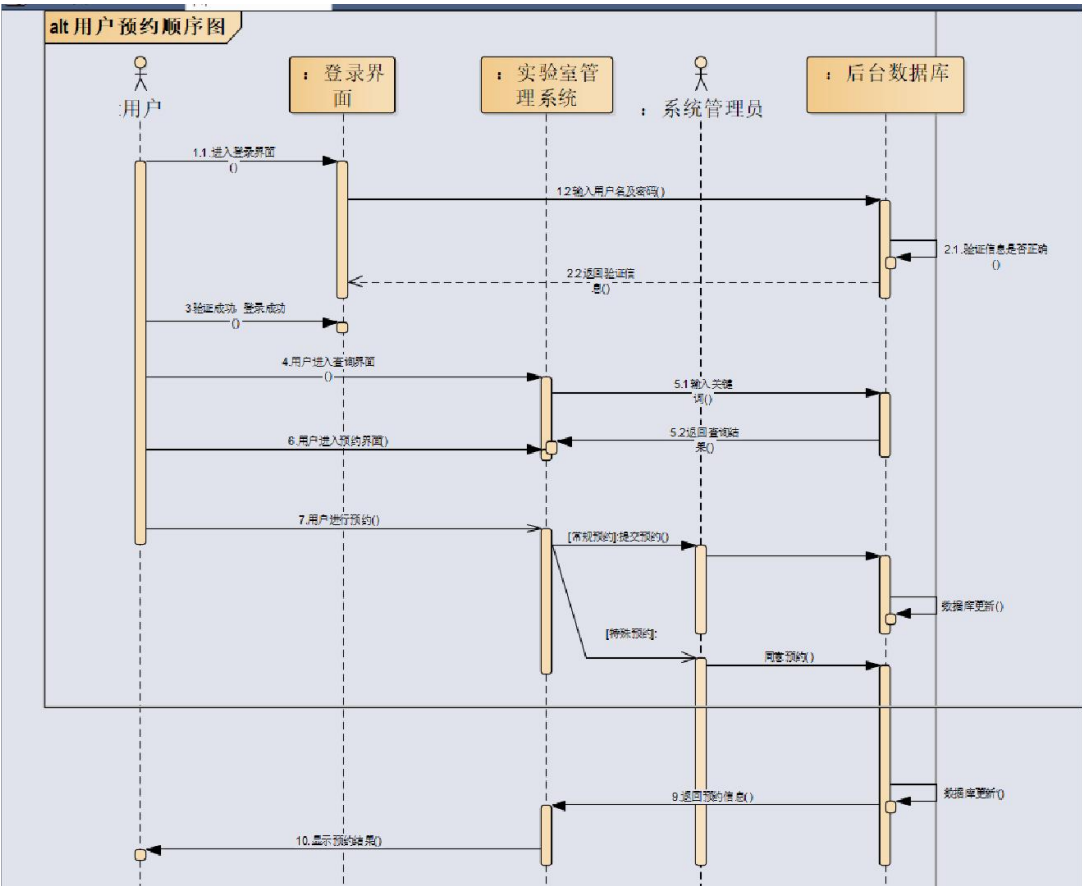 alt 用户预约顺序图
:用户
: 登录界
面
: 实验室管
理系统
: 系统管理员
: 后台数据库
1.1.进入登录界面
()
1.2输入用户名及密码()
2.1.验证信息是否正确
()
2.2返回验证信
息()
3验证成功，登录成功
()
4.用户进入查询界面
()
5.1输入关键
词()
5.2返回查询结
果()
6.用户进入预约界面)
7.用户进行预约()
[常规预约]:提交预约()
数据库更新()
[特殊预约]:
同意预约()
数据库更新()
9.返回预约信息()
10.显示预约结果()